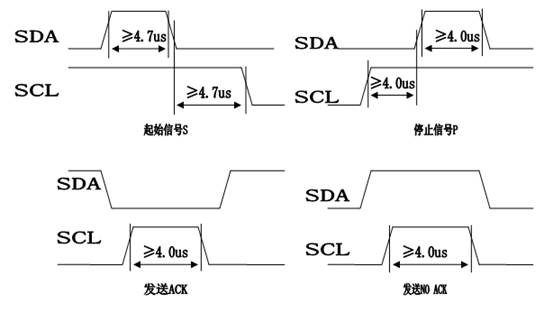 SDA ≥4.7us
SCL ≥4.7us
起始信号S
SDA ≥4.0us
SCL ≥4.0us
停止信号P
SDA
SCL ≥4.0us
发送ACK
SDA
SCL ≥4.0us
发送NO ACK